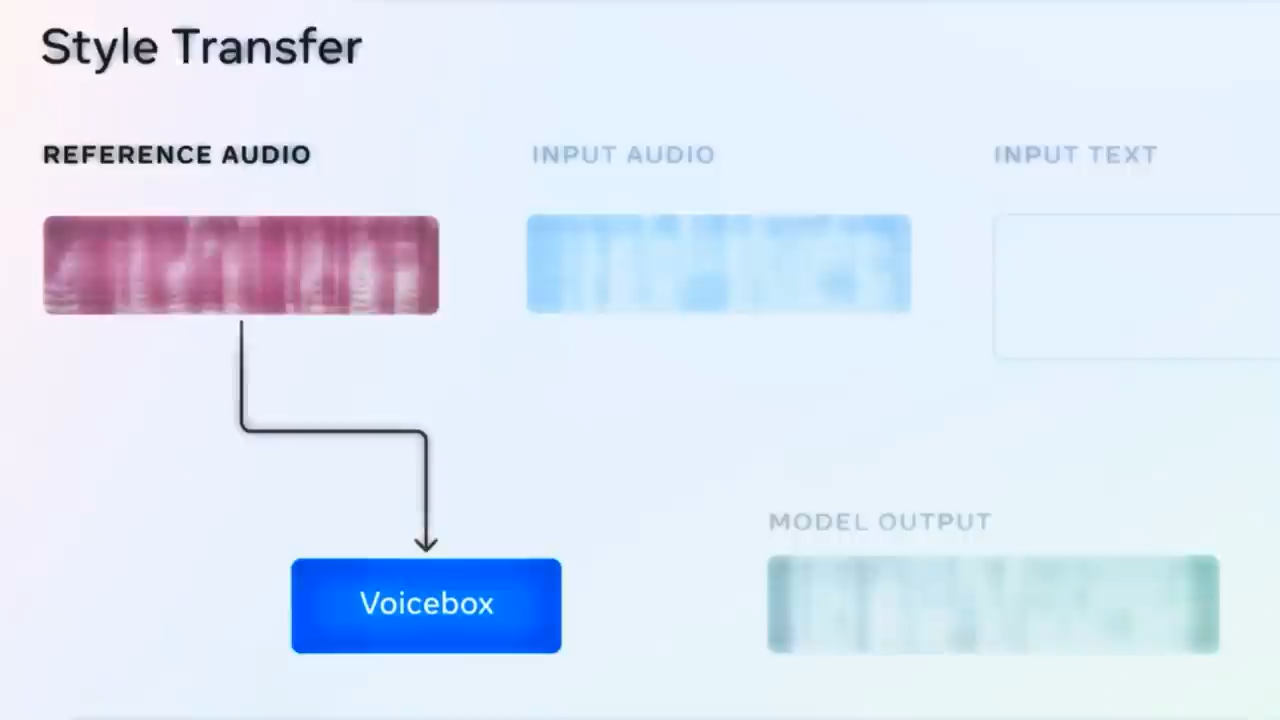 Style Transfer
REFERENCE AUDIO
INPUT AUDIO
INPUT TEXT
MODEL OUTPUT
Voicebox